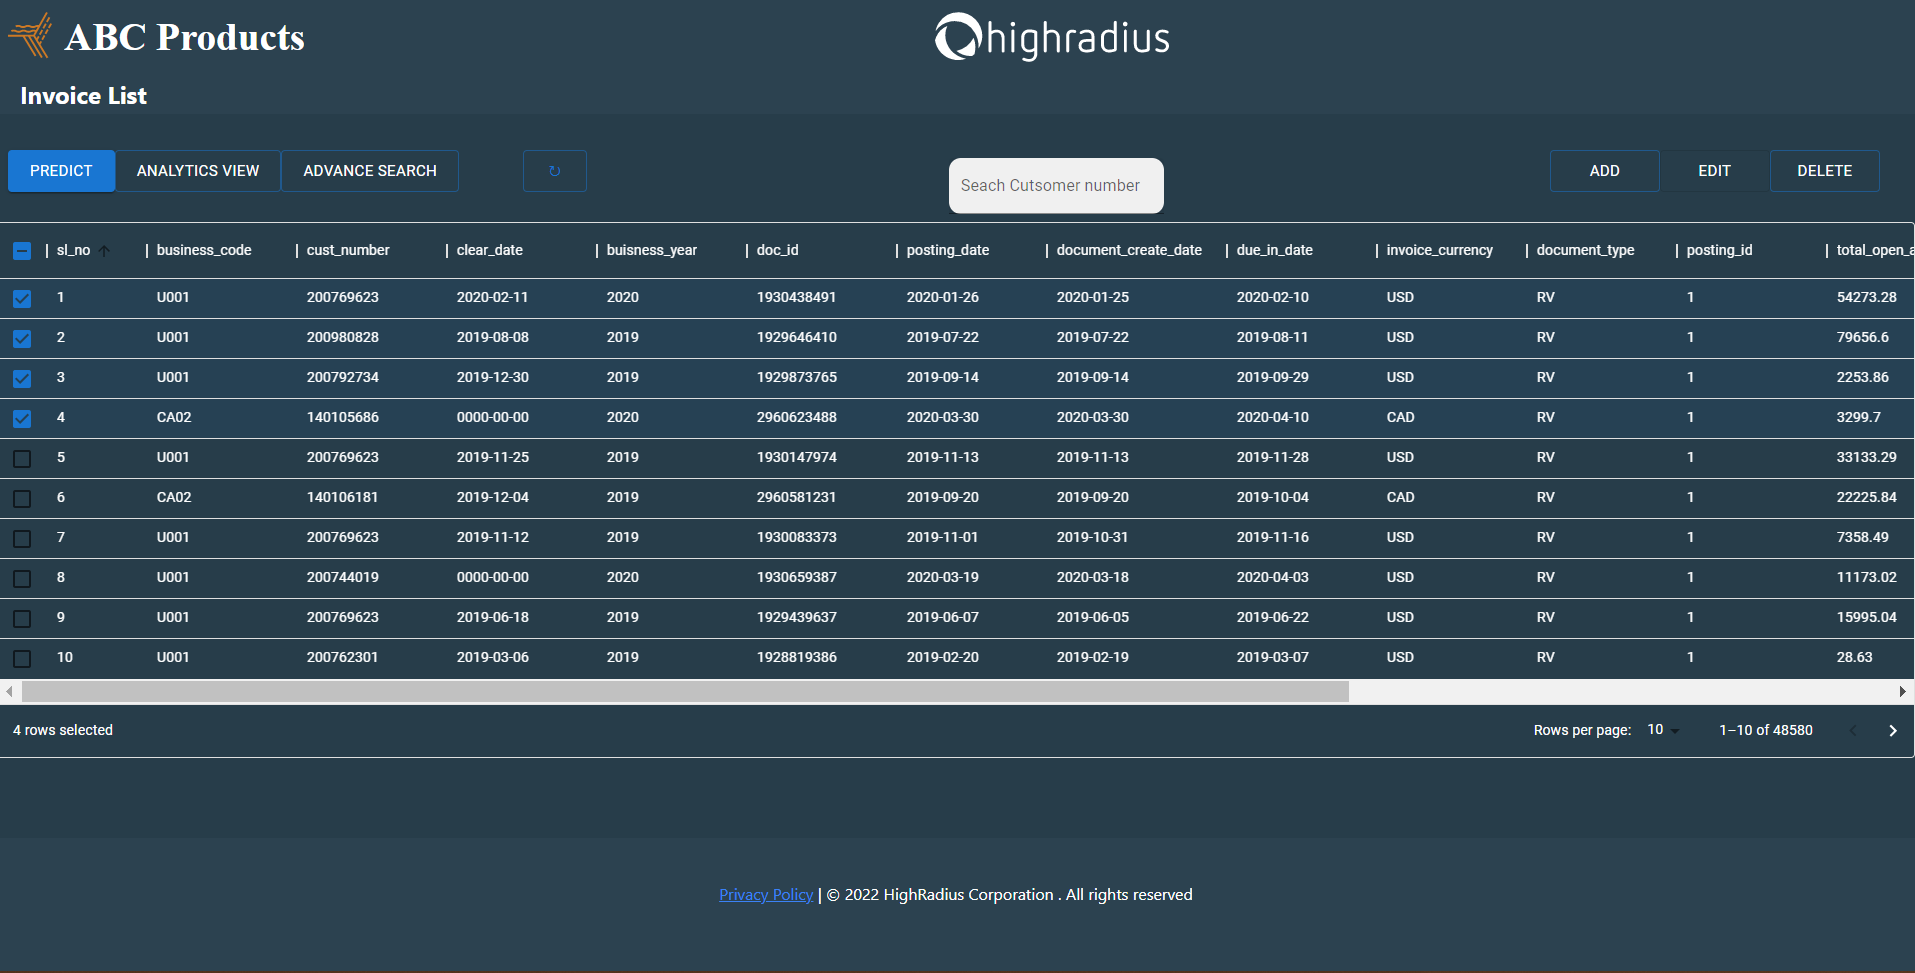 ABC Products
highradius
Invoice List
PREDICT ANALYTICS VIEW ADVANCE SEARCH ↻ Seach Cutsomer number ADD EDIT DELETE
sl_no ↑ business_code cust_number clear_date buisness_year doc_id posting_date document_create_date due_in_date invoice_currency document_type posting_id total_open_a
1 U001 200769623 2020-02-11 2020 1930438491 2020-01-26 2020-01-25 2020-02-10 USD RV 1 54273.28
2 U001 200980828 2019-08-08 2019 1929646410 2019-07-22 2019-07-22 2019-08-11 USD RV 1 79656.6
3 U001 200792734 2019-12-30 2019 1929873765 2019-09-14 2019-09-14 2019-09-29 USD RV 1 2253.86
4 CA02 140105686 0000-00-00 2020 2960623488 2020-03-30 2020-03-30 2020-04-10 CAD RV 1 3299.7
5 U001 200769623 2019-11-25 2019 1930147974 2019-11-13 2019-11-13 2019-11-28 USD RV 1 33133.29
6 CA02 140106181 2019-12-04 2019 2960581231 2019-09-20 2019-09-20 2019-10-04 CAD RV 1 22225.84
7 U001 200769623 2019-11-12 2019 1930083373 2019-11-01 2019-10-31 2019-11-16 USD RV 1 7358.49
8 U001 200744019 0000-00-00 2020 1930659387 2020-03-19 2020-03-18 2020-04-03 USD RV 1 11173.02
9 U001 200769623 2019-06-18 2019 1929439637 2019-06-07 2019-06-05 2019-06-22 USD RV 1 15995.04
10 U001 200762301 2019-03-06 2019 1928819386 2019-02-20 2019-02-19 2019-03-07 USD RV 1 28.63
4 rows selected Rows per page: 10 1–10 of 48580
Privacy Policy | © 2022 HighRadius Corporation . All rights reserved